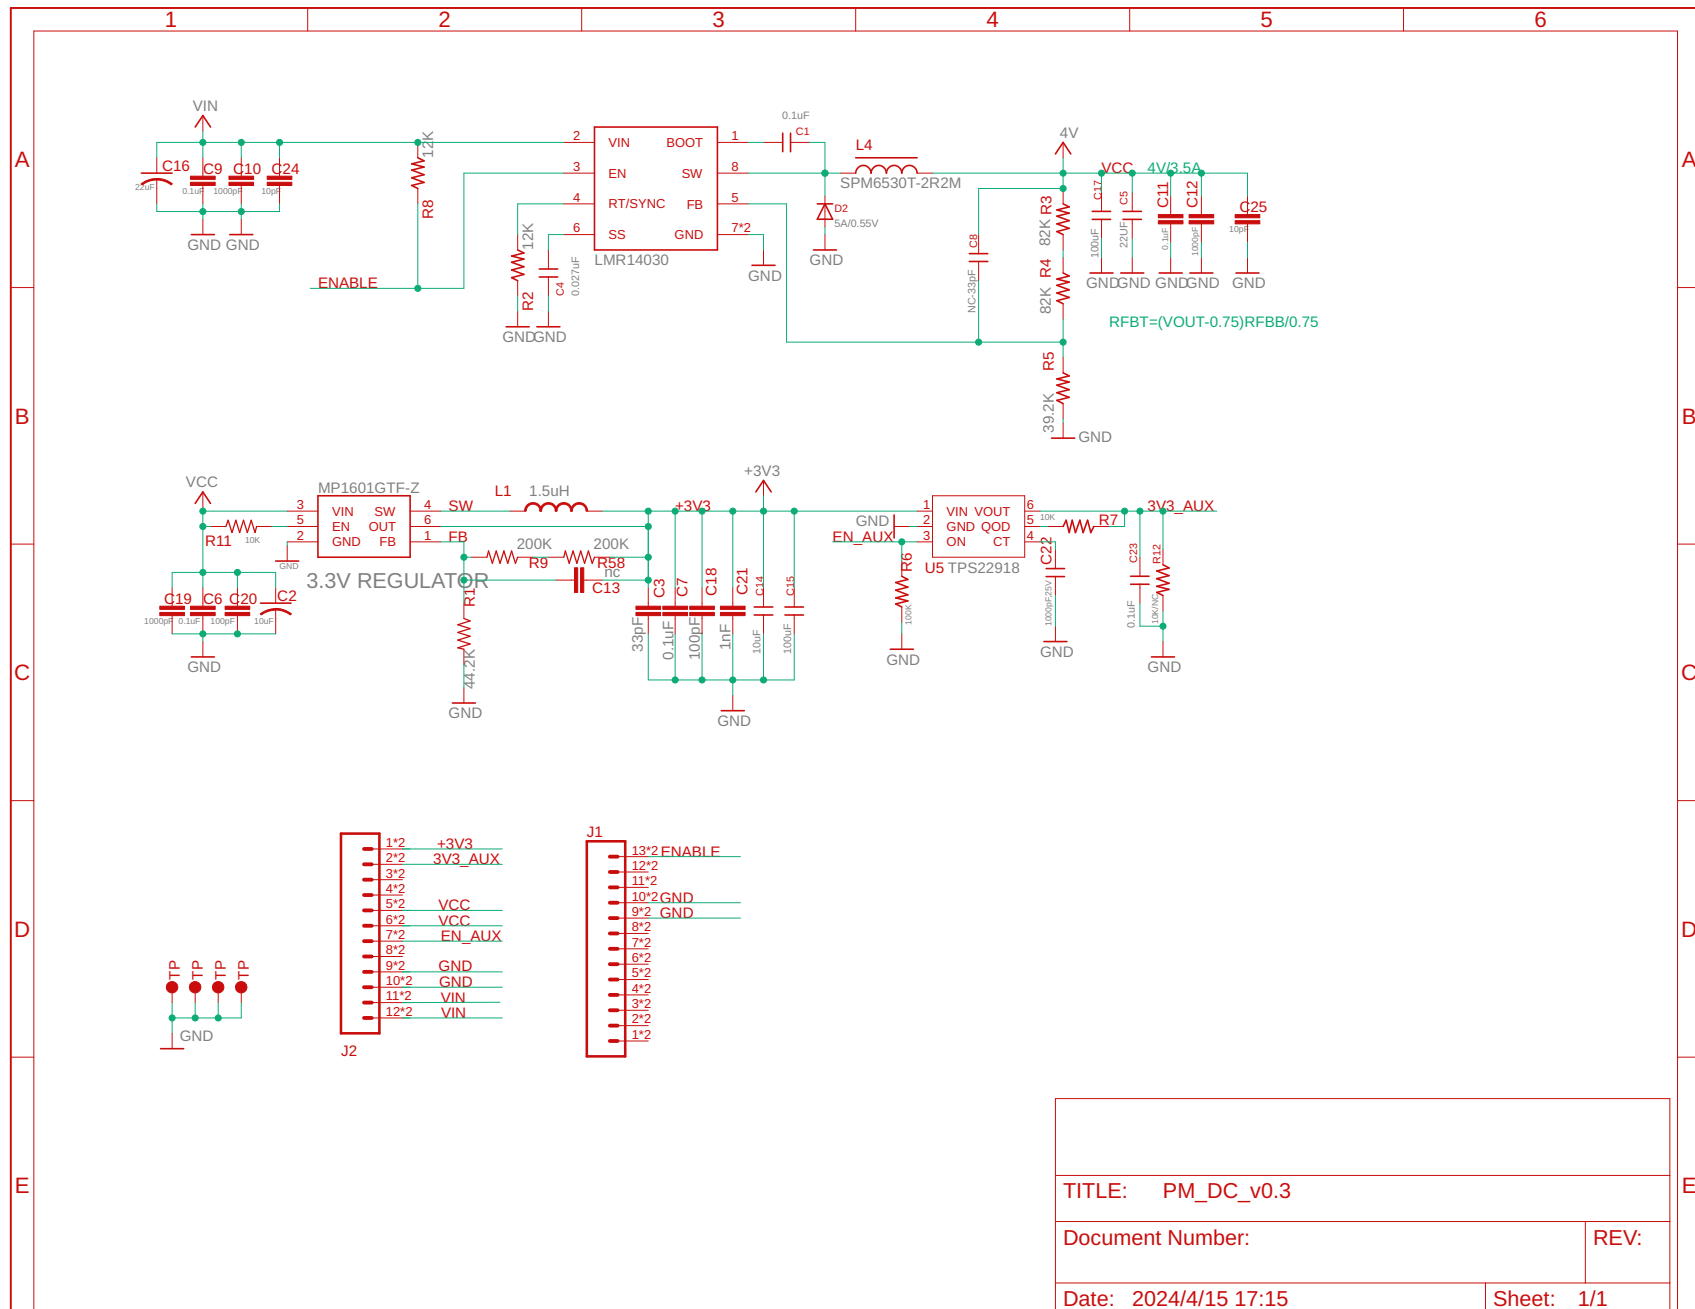 1 2 3 4 5 6
A A
B B
C C
D D
E E
VIN
C16 C9 C10 C24
22uF 0.1uF 1000pF 10pF
GND GND
12K
R8
ENABLE
2 VIN BOOT 1
3 EN SW 8
4 RT/SYNC FB 5
6 SS GND 7*2
LMR14030
12K
R2
C4
0.027uF
GND GND
0.1uF
C1
L4
SPM6530T-2R2M
D2
5A/0.55V
GND
GND
4V
VCC 4V/3.5A
C8
NC-33pF
R3
82K
R4
82K
R5
39.2K
GND
C17 C5 C11 C12 C25
100uF 22UF 0.1uF 1000pF 10pF
GND GND GND GND GND
RFBT=(VOUT-0.75)RFBB/0.75
VCC
MP1601GTF-Z
3 VIN SW 4 SW
5 EN OUT 6
2 GND FB 1 FB
R11 10K
GND
3.3V REGULATOR
C19 C6 C20 C2
1000pF 0.1uF 100pF 10uF
GND
L1 1.5uH
200K 200K
R9 R58
nc
C13
R1
44.2K
GND
+3V3
+3V3
C3 C7 C18 C21 C14 C15
33pF 0.1uF 100pF 1nF 10uF 100uF
GND
GND
EN_AUX
1 VIN VOUT 6
2 GND QOD 5
3 ON CT 4
U5 TPS22918
R6
100K
GND
10K
R7
3V3_AUX
C22
1000pF,25V
GND
C23
0.1uF
R12
10K/NC
GND
1*2 +3V3
2*2 3V3_AUX
3*2
4*2
5*2 VCC
6*2 VCC
7*2 EN_AUX
8*2
9*2 GND
10*2 GND
11*2 VIN
12*2 VIN
J2
J1
13*2 ENABLE
12*2
11*2
10*2 GND
9*2 GND
8*2
7*2
6*2
5*2
4*2
3*2
2*2
1*2
TP TP TP TP
GND
TITLE: PM_DC_v0.3
Document Number: REV:
Date: 2024/4/15 17:15 Sheet: 1/1